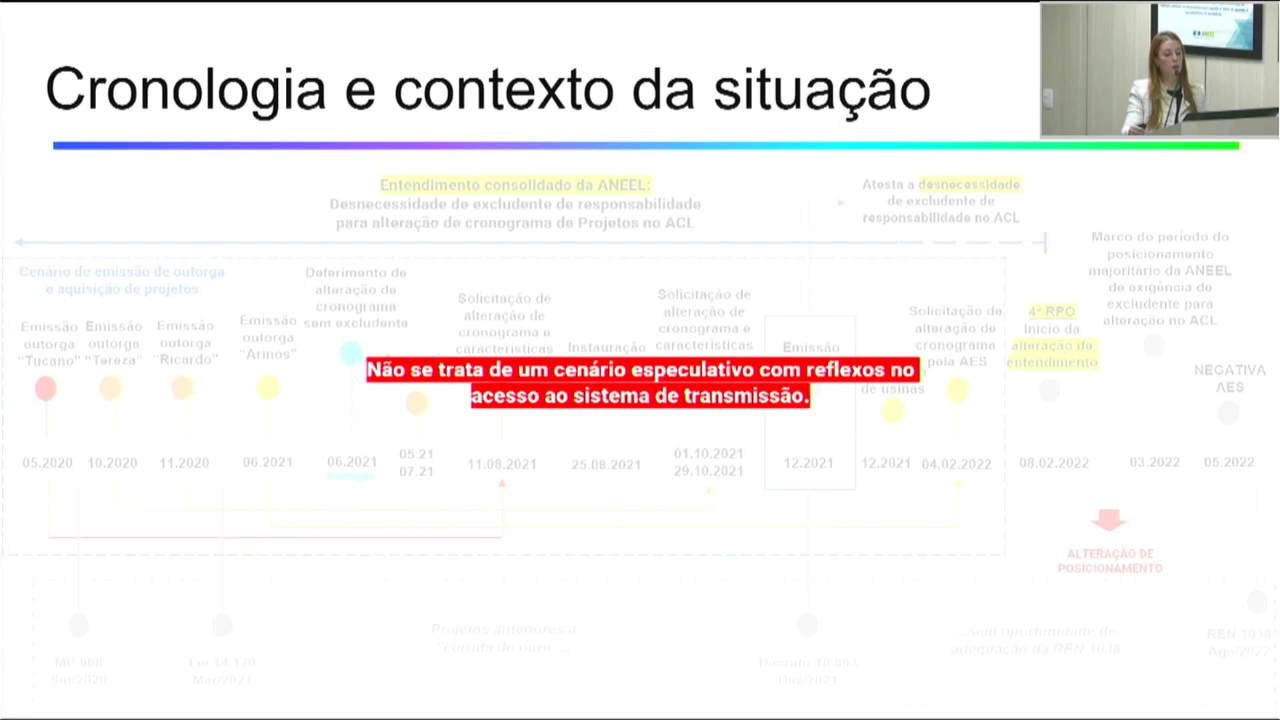 Cronologia e contexto da situação
Entendimento consolidado da ANEEL:
Desnecessidade de excludente de responsabilidade
para alteração de cronograma de Projetos no ACL
Atesta a desnecessidade
de excludente de
responsabilidade no ACL
Marco do período do
posicionamento
majoritário da ANEEL
de exigência de
excludente para
alteração no ACL
Cenário de emissão de outorga
e aquisição de projetos
Emissão
outorga
"Tucano"
Emissão
outorga
"Tereza"
Emissão
outorga
"Ricardo"
Emissão
outorga
"Arinos"
Deferimento de
alteração de
cronograma
sem excludente
Solicitação de
alteração de
cronograma e
características
Instauração
Solicitação de
alteração de
cronograma e
características
Emissão
de usinas
Solicitação de
alteração de
cronograma
pela AES
4ª RPO
Início da
alteração de
entendimento
NEGATIVA
AES
Não se trata de um cenário especulativo com reflexos no
acesso ao sistema de transmissão.
05.2020
10.2020
11.2020
06.2021
06.2021
05.21
07.21
11.08.2021
25.08.2021
01.10.2021
29.10.2021
12.2021
12.2021
04.02.2022
08.02.2022
03.2022
05.2022
ALTERAÇÃO DE
POSICIONAMENTO
Projetos anteriores à
"corrida do ouro"...
...sem oportunidade de
adequação da REN 1038
MP 998
Set/2020
Lei 14.120
Mar/2021
Decreto 10.893
Dez/2021
REN 1038
Ago/2022